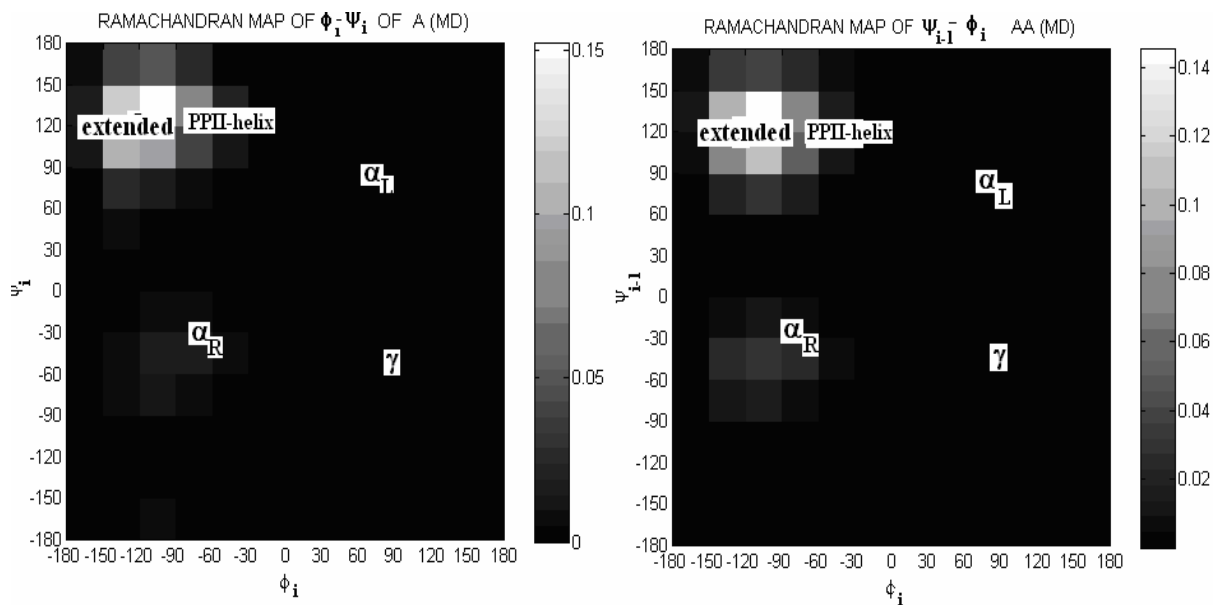 RAMACHANDRAN MAP OF ϕi-Ψi OF A (MD)
180
150
120
90
60
30
0
-30
-60
-90
-120
-150
-180
Ψi
extended
PPII-helix
αL
αR
γ
-180 -150 -120 -90 -60 -30 0 30 60 90 120 150 180
ϕi
0.15
0.1
0.05
0
RAMACHANDRAN MAP OF Ψi-1- ϕi AA (MD)
180
150
120
90
60
30
0
-30
-60
-90
-120
-150
-180
Ψi-1
extended
PPII-helix
αL
αR
γ
-180 -150 -120 -90 -60 -30 0 30 60 90 120 150 180
ϕi
0.14
0.12
0.1
0.08
0.06
0.04
0.02